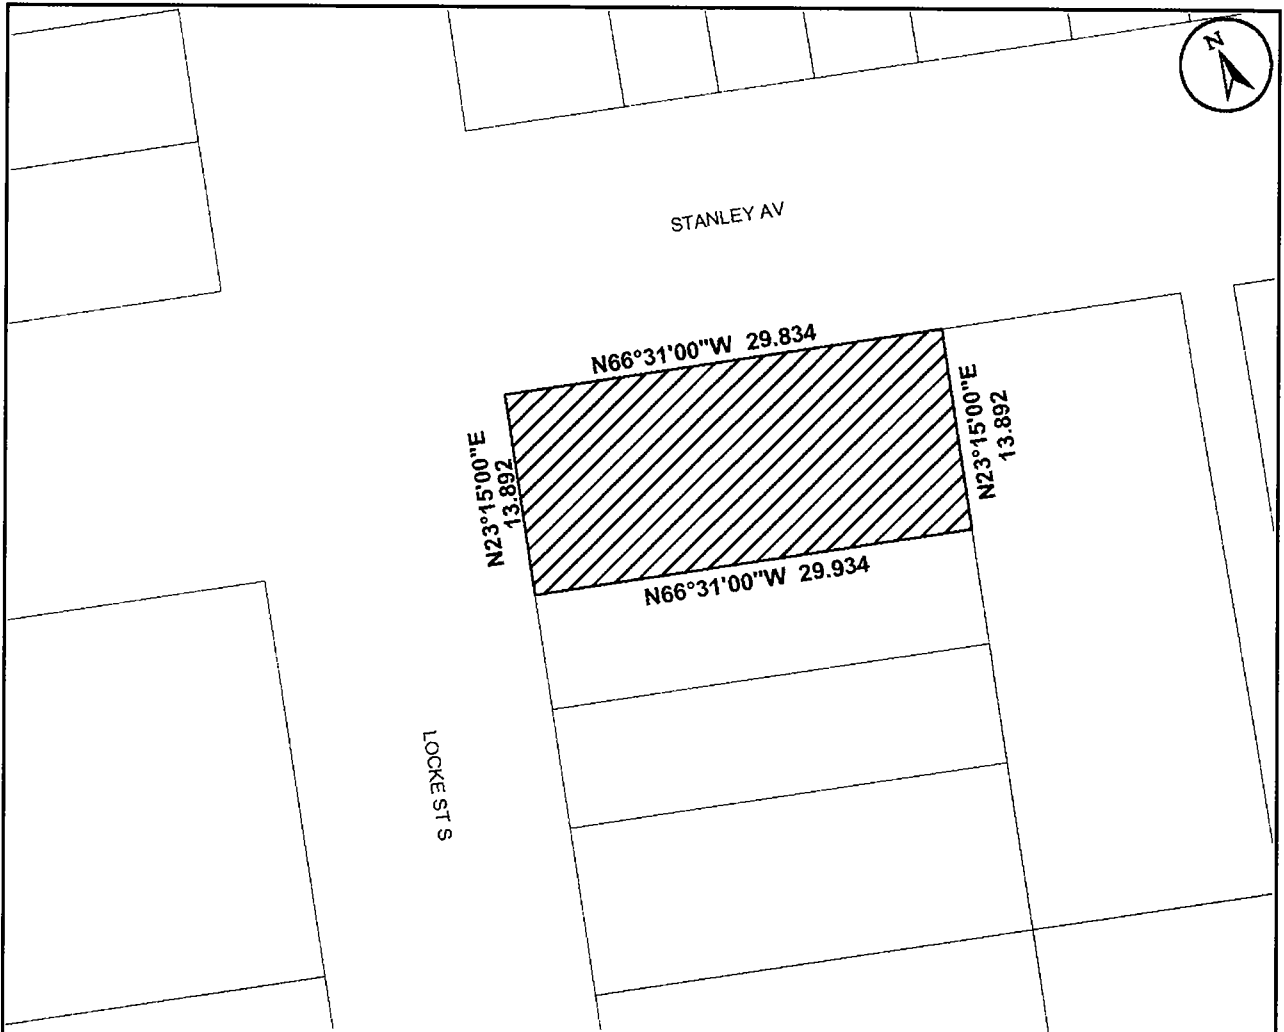 N
STANLEY AV
N66°31'00"W 29.834
N23°15'00"E
13.892
N23°15'00"E
13.892
N66°31'00"W 29.934
LOCKE ST S